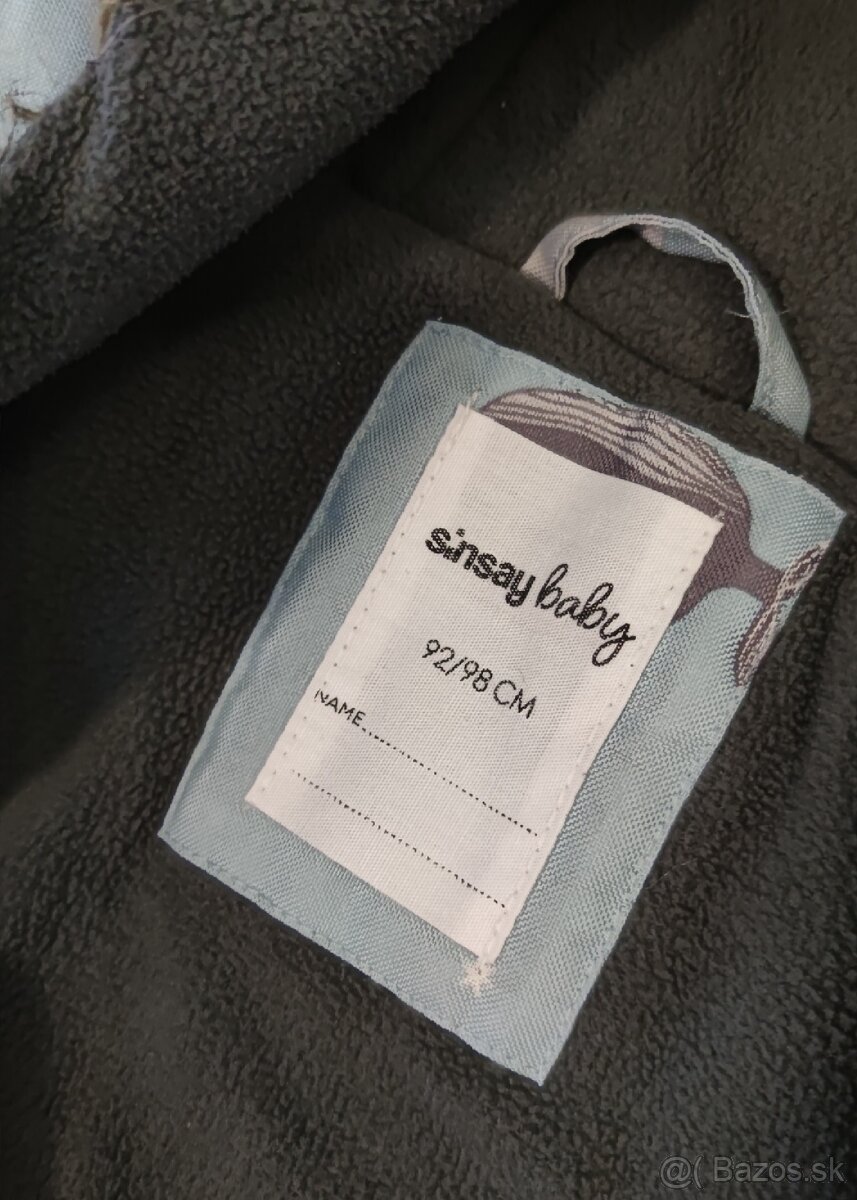 sinsay baby
92/98 CM
NAME....................
........................
@( Bazos.sk